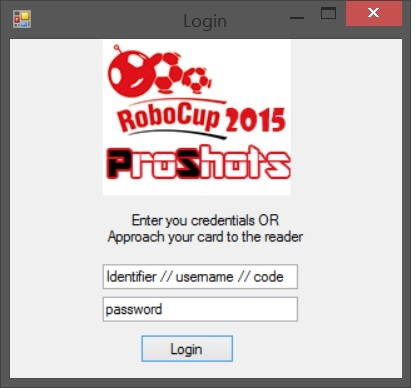 Login
RoboCup 2015
ProShots
Enter you credentials OR
Approach your card to the reader
Identifier // username // code
password
Login